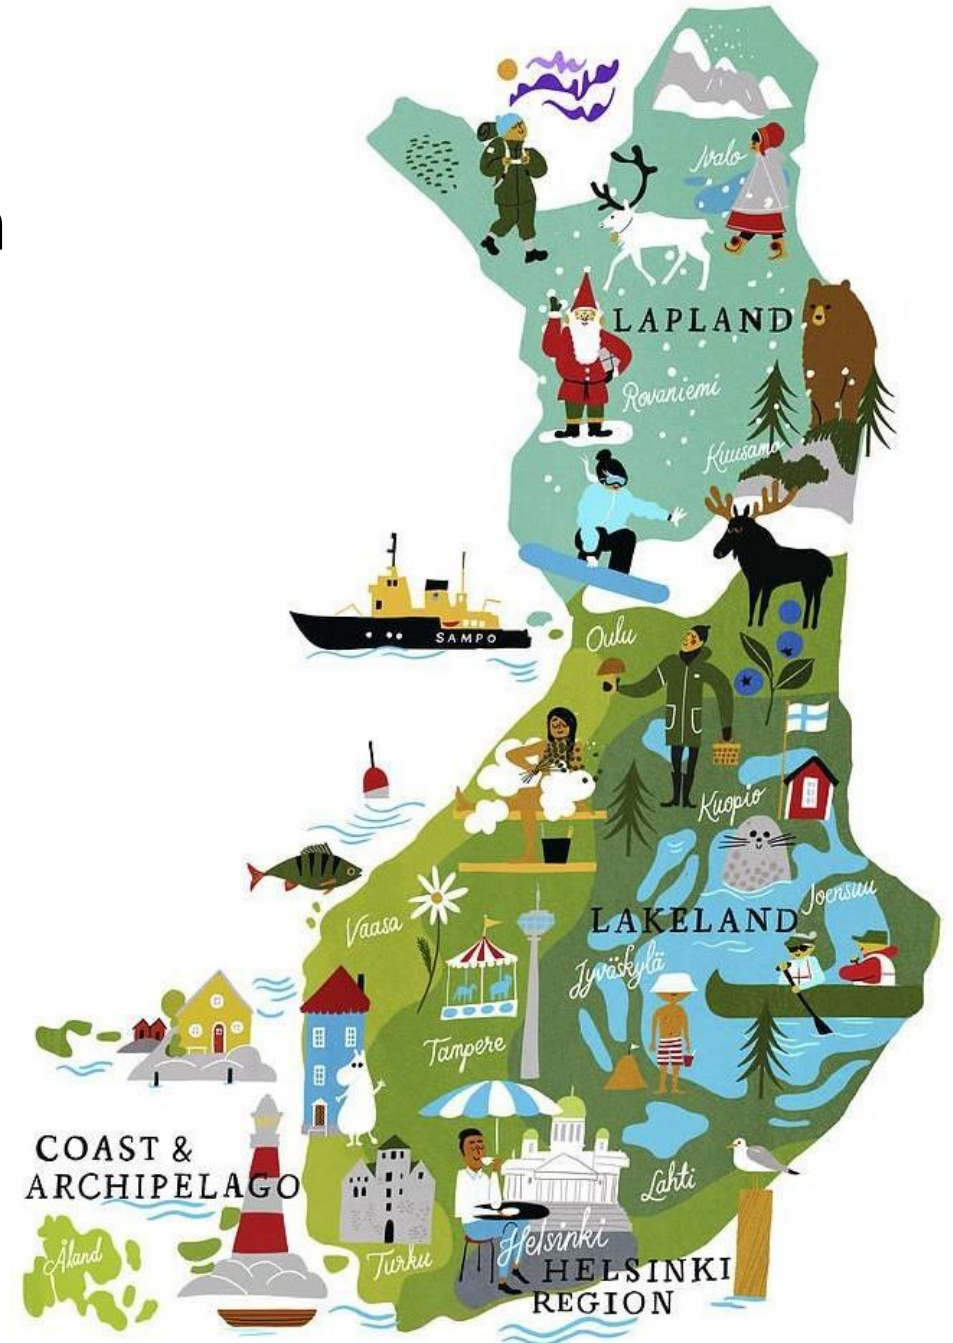 Ivalo
LAPLAND
Rovaniemi
Kuusamo
SAMPO
Oulu
Kuopio
Joensuu
LAKELAND
Vaasa
Jyväskylä
Tampere
COAST &
ARCHIPELAGO
Lahti
Åland
Turku
Helsinki
HELSINKI
REGION